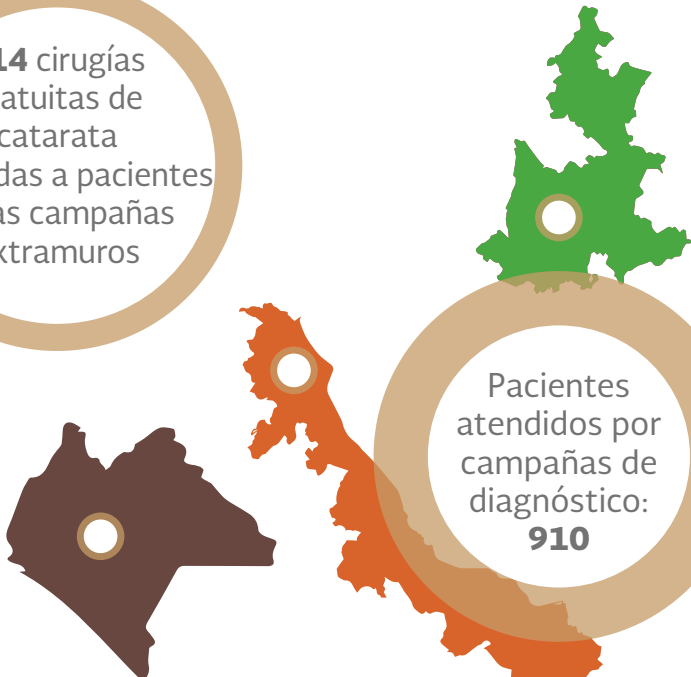 14 cirugías
atuitas de
catarata
das a pacientes
as campañas
xtramuros
Pacientes
atendidos por
campañas de
diagnóstico:
910